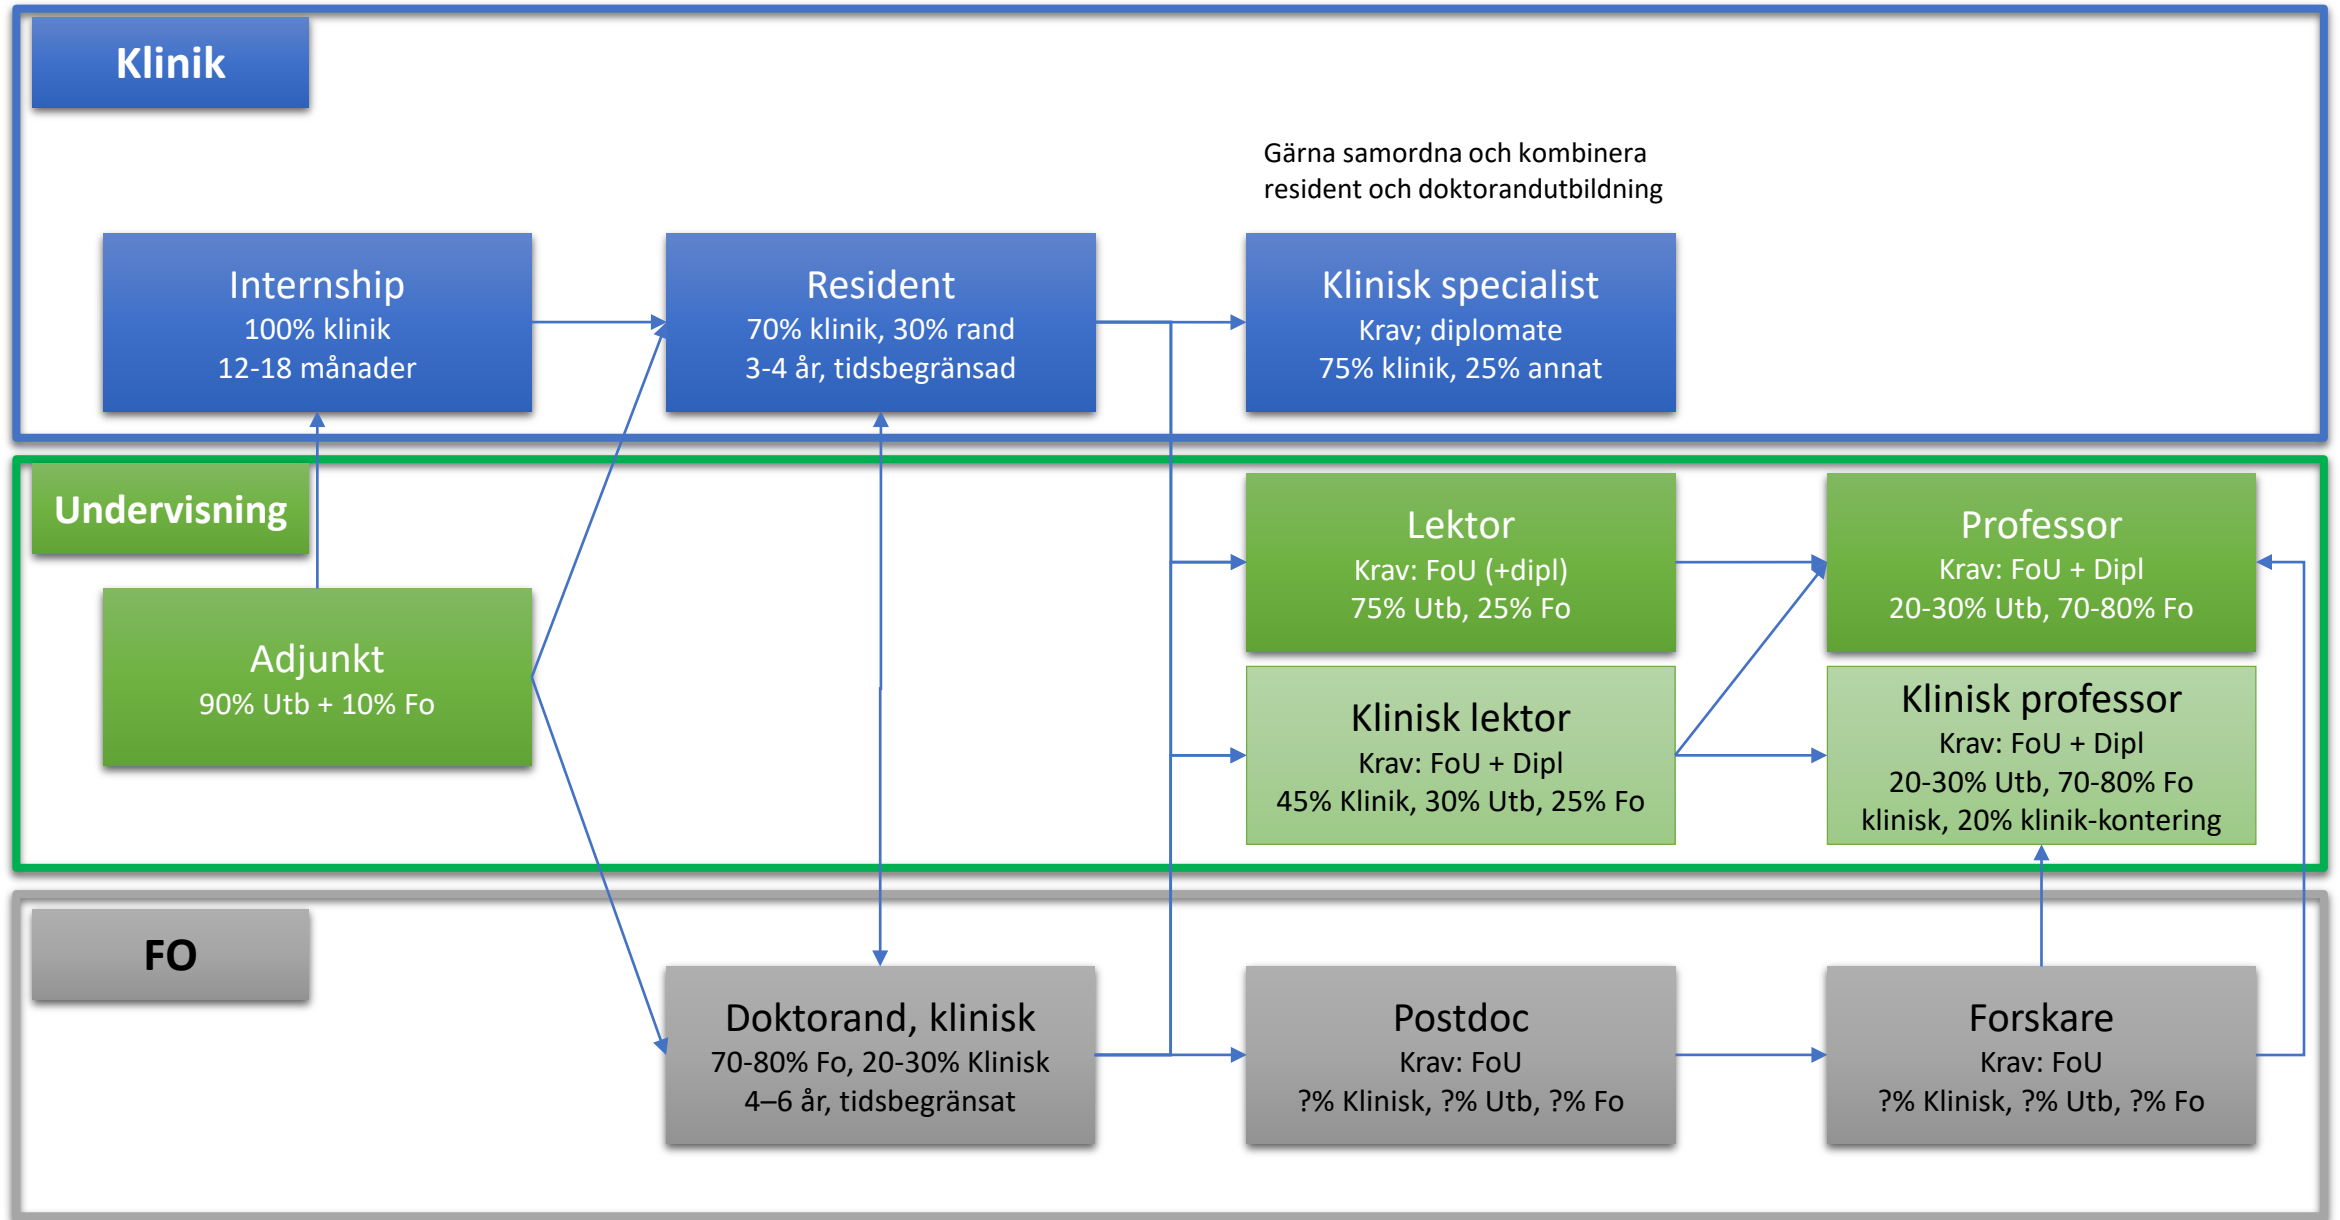 Klinik
Gärna samordna och kombinera
resident och doktorandutbildning
Internship
100% klinik
12-18 månader
Resident
70% klinik, 30% rand
3-4 år, tidsbegränsad
Klinisk specialist
Krav; diplomate
75% klinik, 25% annat
Undervisning
Adjunkt
90% Utb + 10% Fo
Lektor
Krav: FoU (+dipl)
75% Utb, 25% Fo
Professor
Krav: FoU + Dipl
20-30% Utb, 70-80% Fo
Klinisk lektor
Krav: FoU + Dipl
45% Klinik, 30% Utb, 25% Fo
Klinisk professor
Krav: FoU + Dipl
20-30% Utb, 70-80% Fo
klinisk, 20% klinik-kontering
FO
Doktorand, klinisk
70-80% Fo, 20-30% Klinisk
4–6 år, tidsbegränsat
Postdoc
Krav: FoU
?% Klinisk, ?% Utb, ?% Fo
Forskare
Krav: FoU
?% Klinisk, ?% Utb, ?% Fo